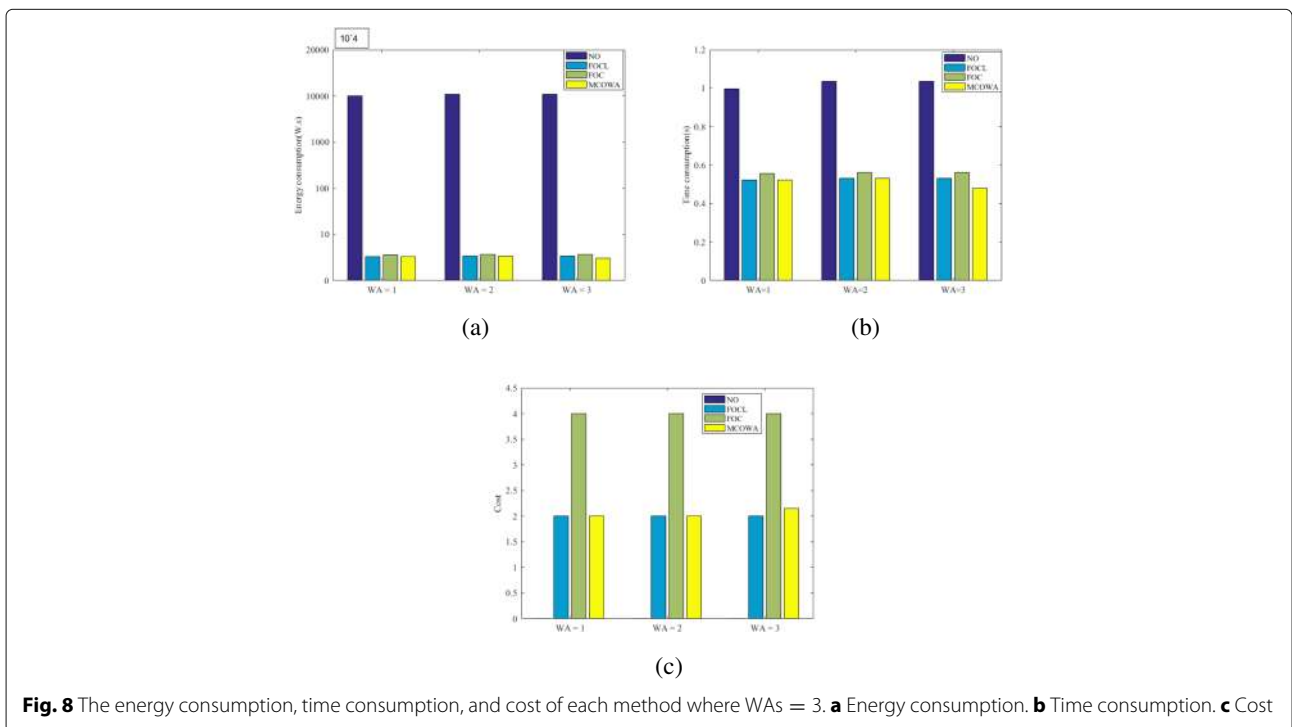 10^4
20000
10000
1000
100
10
0
Energy consumption(W.s)
NO
FOCL
FOC
MCOWA
WA = 1
WA = 2
WA = 3
(a)
1.2
1
0.8
0.6
0.4
0.2
0
Time consumption(s)
NO
FOCL
FOC
MCOWA
WA=1
WA=2
WA=3
(b)
4.5
4
3.5
3
2.5
2
1.5
1
0.5
0
Cost
NO
FOCL
FOC
MCOWA
WA = 1
WA = 2
WA = 3
(c)
Fig. 8 The energy consumption, time consumption, and cost of each method where WAs = 3. a Energy consumption. b Time consumption. c Cost